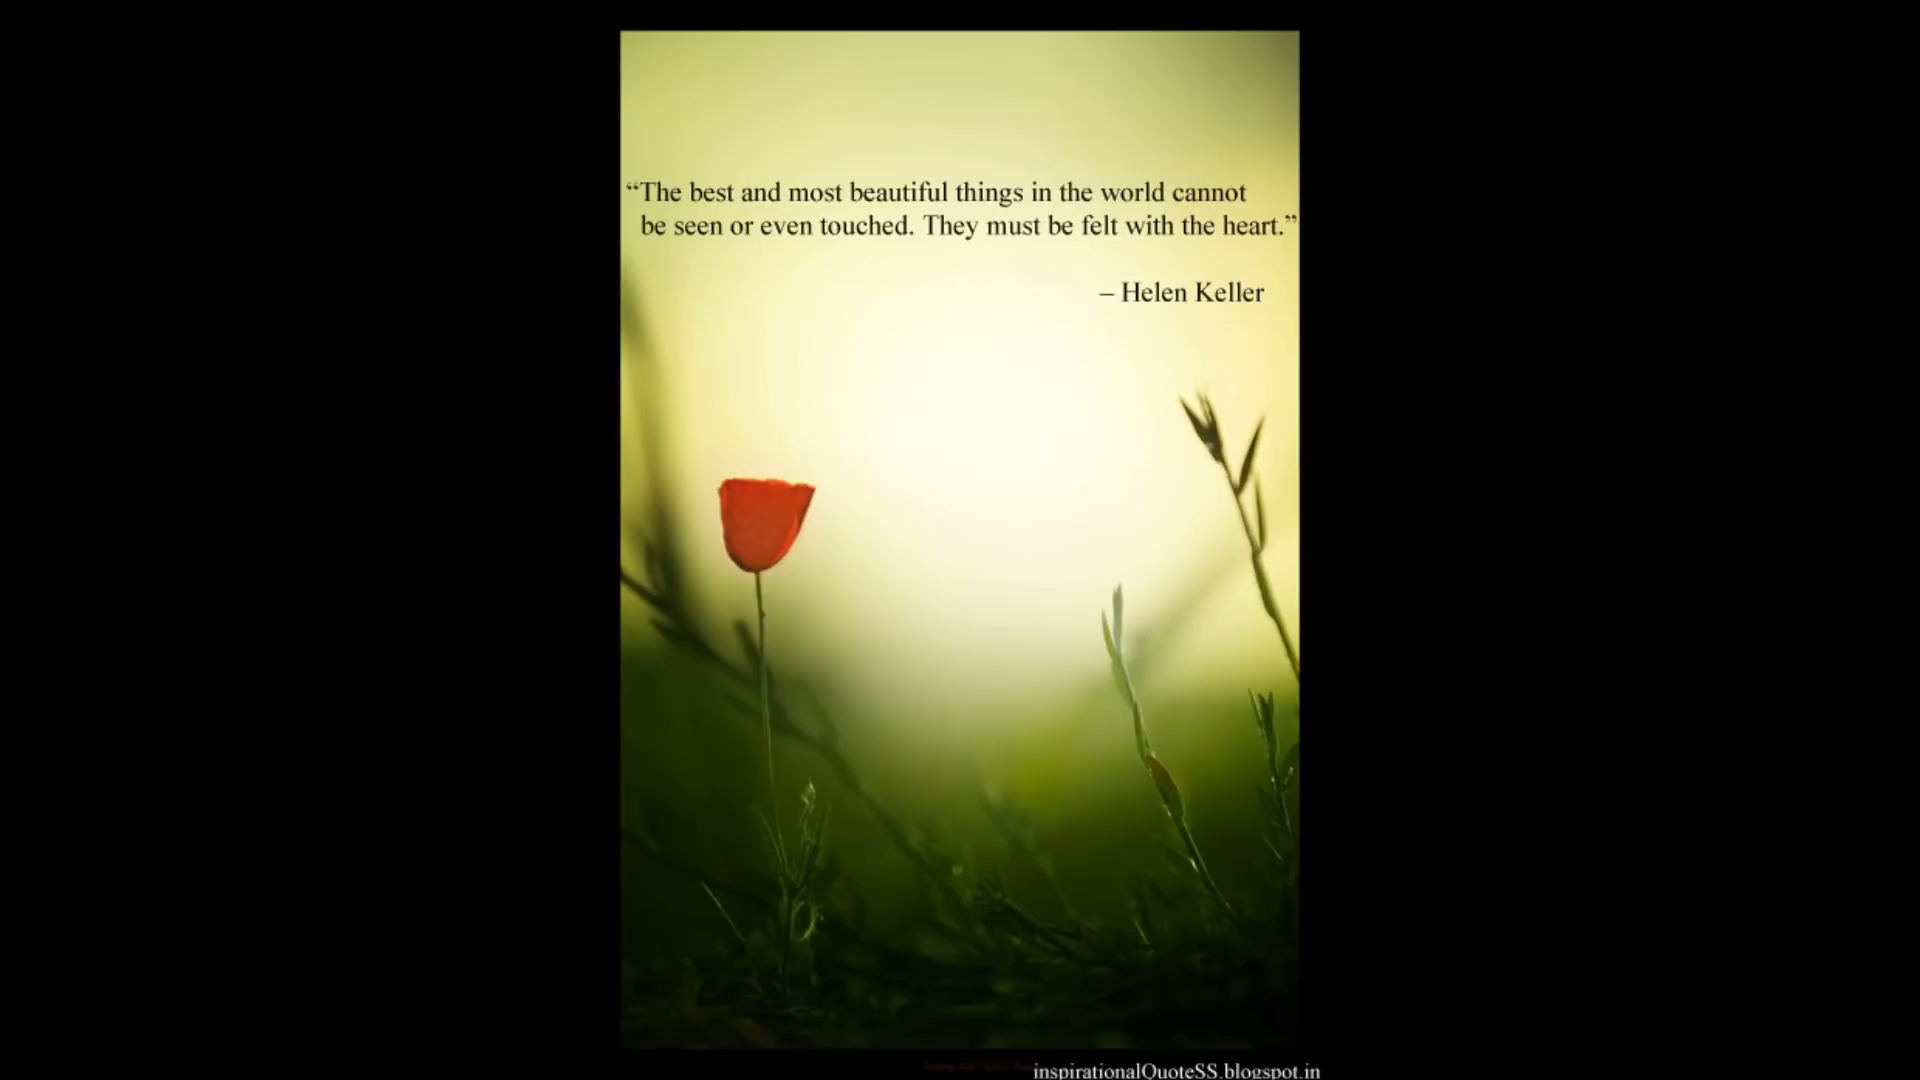 “The best and most beautiful things in the world cannot
be seen or even touched. They must be felt with the heart.”
– Helen Keller
inspirationalQuoteSS.blogspot.in